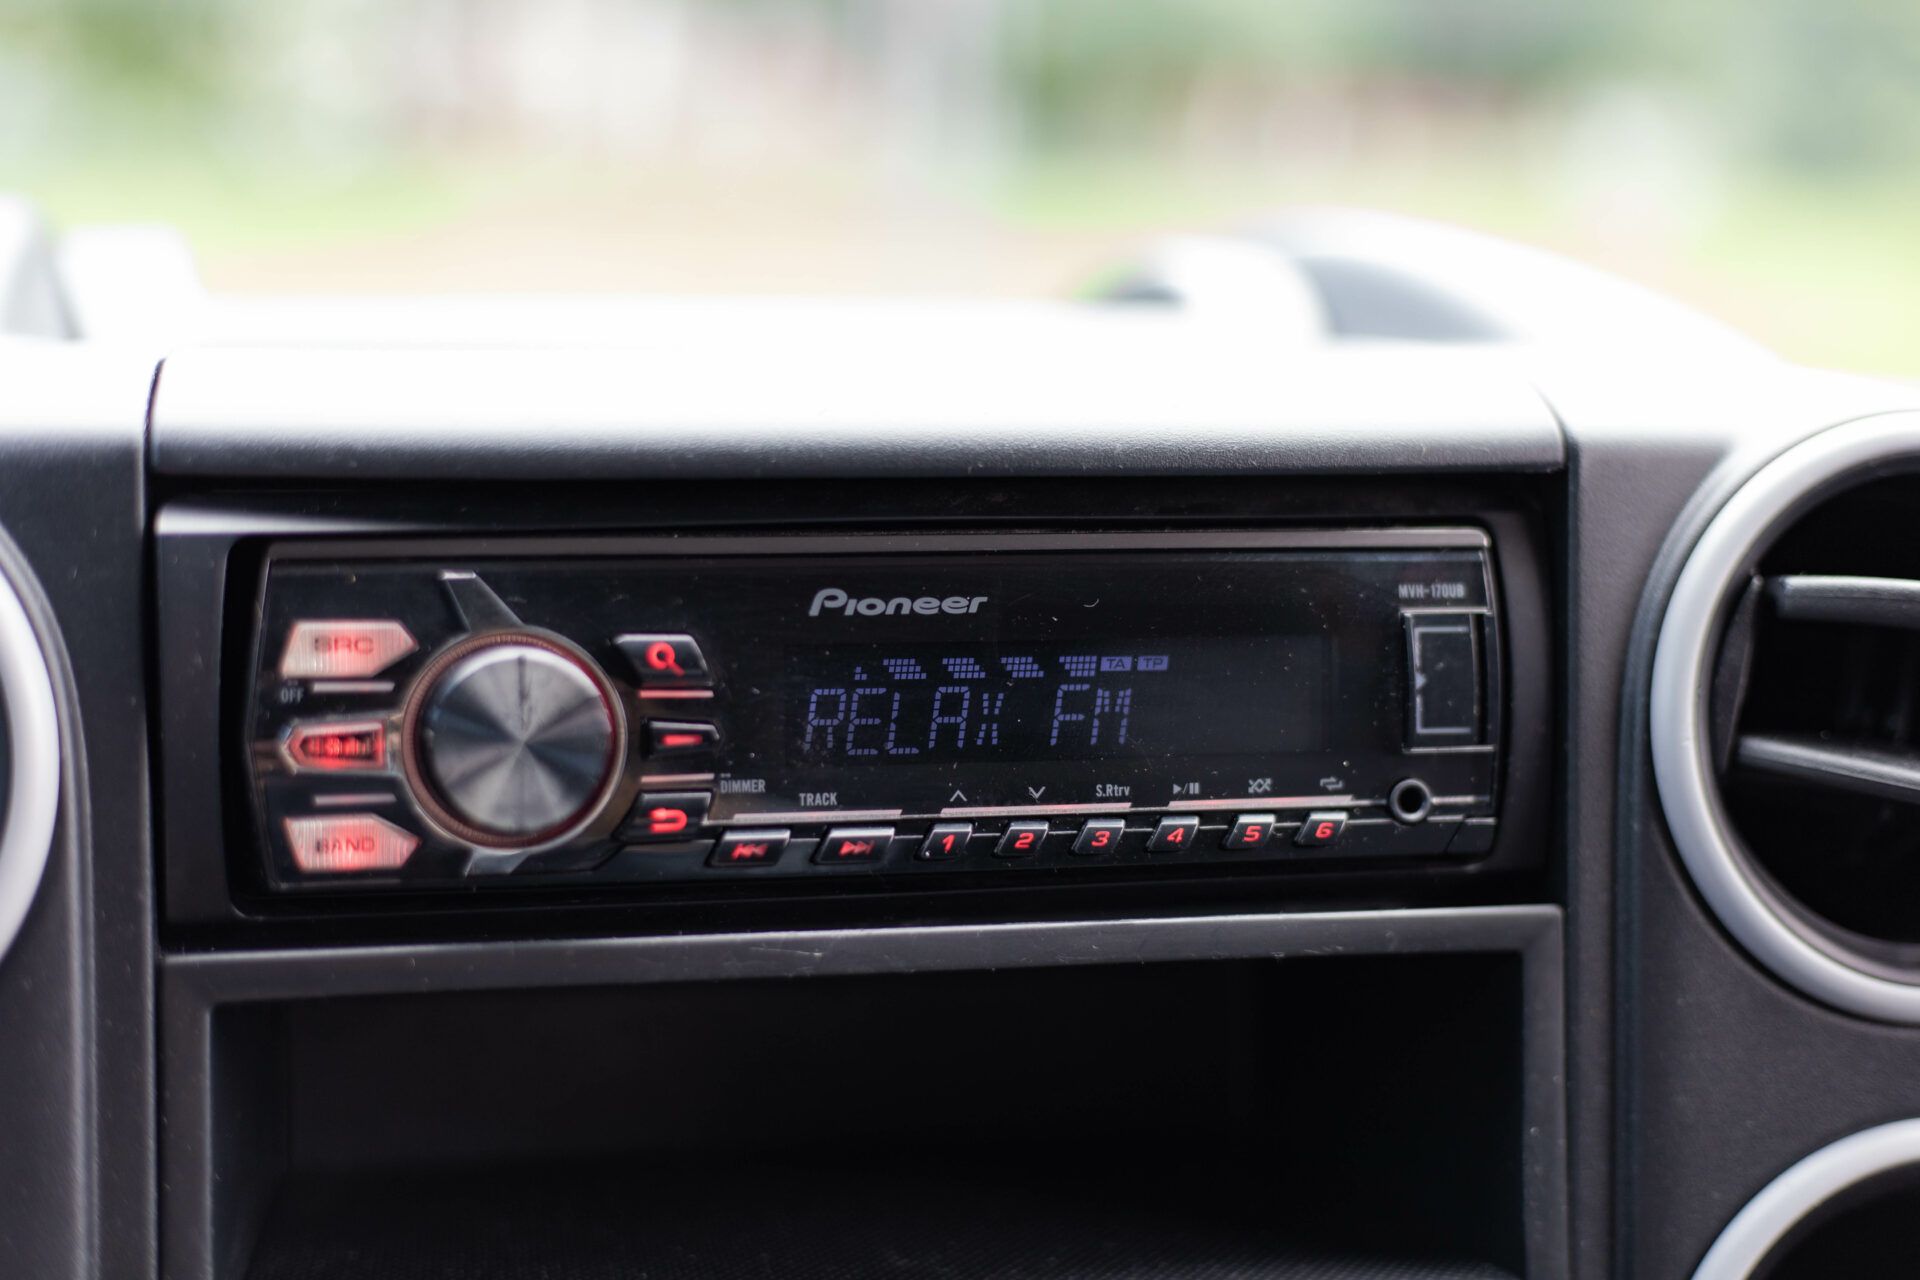 Pioneer
MVH-170UB
SRC
OFF
BAND
TA TP
RELAX FM
DIMMER
TRACK
S.Rtrv
1 2 3 4 5 6